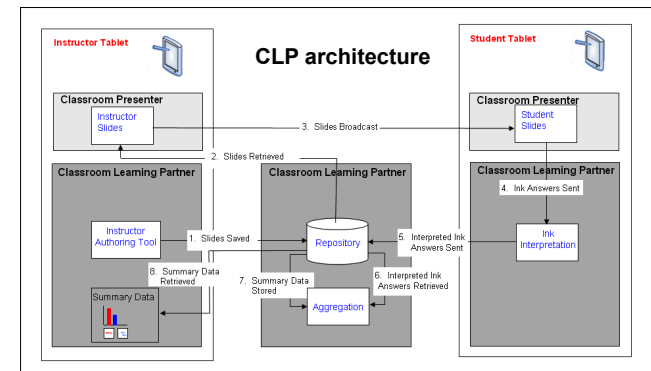 CLP architecture
Instructor Tablet
Student Tablet
Classroom Presenter
Instructor
Slides
Classroom Presenter
Student
Slides
3. Slides Broadcast
2. Slides Retrieved
Classroom Learning Partner
Classroom Learning Partner
Classroom Learning Partner
4. Ink Answers Sent
Instructor
Authoring Tool
1. Slides Saved
Repository
5. Interpreted Ink
Answers Sent
Ink
Interpretation
8. Summary Data
Retrieved
7. Summary Data
Stored
6. Interpreted Ink
Answers Retrieved
Summary Data
Aggregation